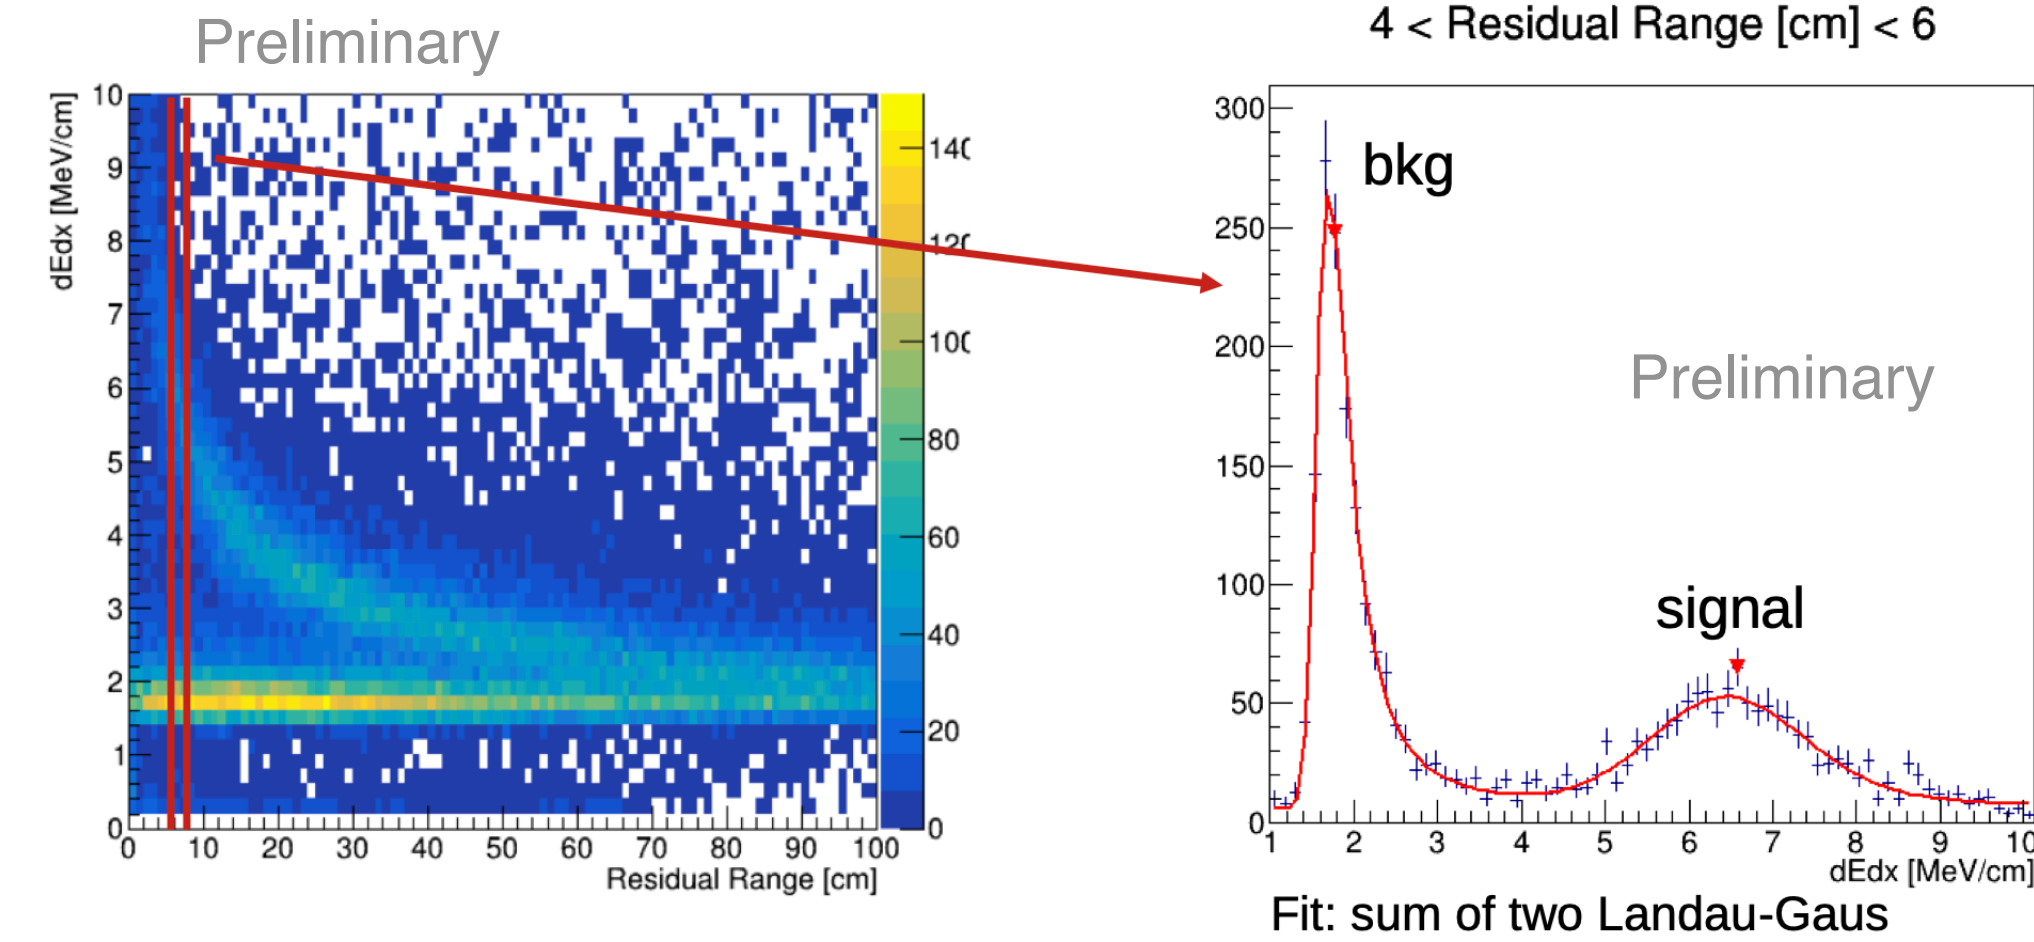 Preliminary
4 < Residual Range [cm] < 6
dEdx [MeV/cm]
10
9
8
7
6
5
4
3
2
1
0
0 10 20 30 40 50 60 70 80 90 100
Residual Range [cm]
80
60
40
20
0
300
250
200
150
100
50
0
bkg
Preliminary
signal
1 2 3 4 5 6 7 8 9 10
dEdx [MeV/cm]
Fit: sum of two Landau-Gaus